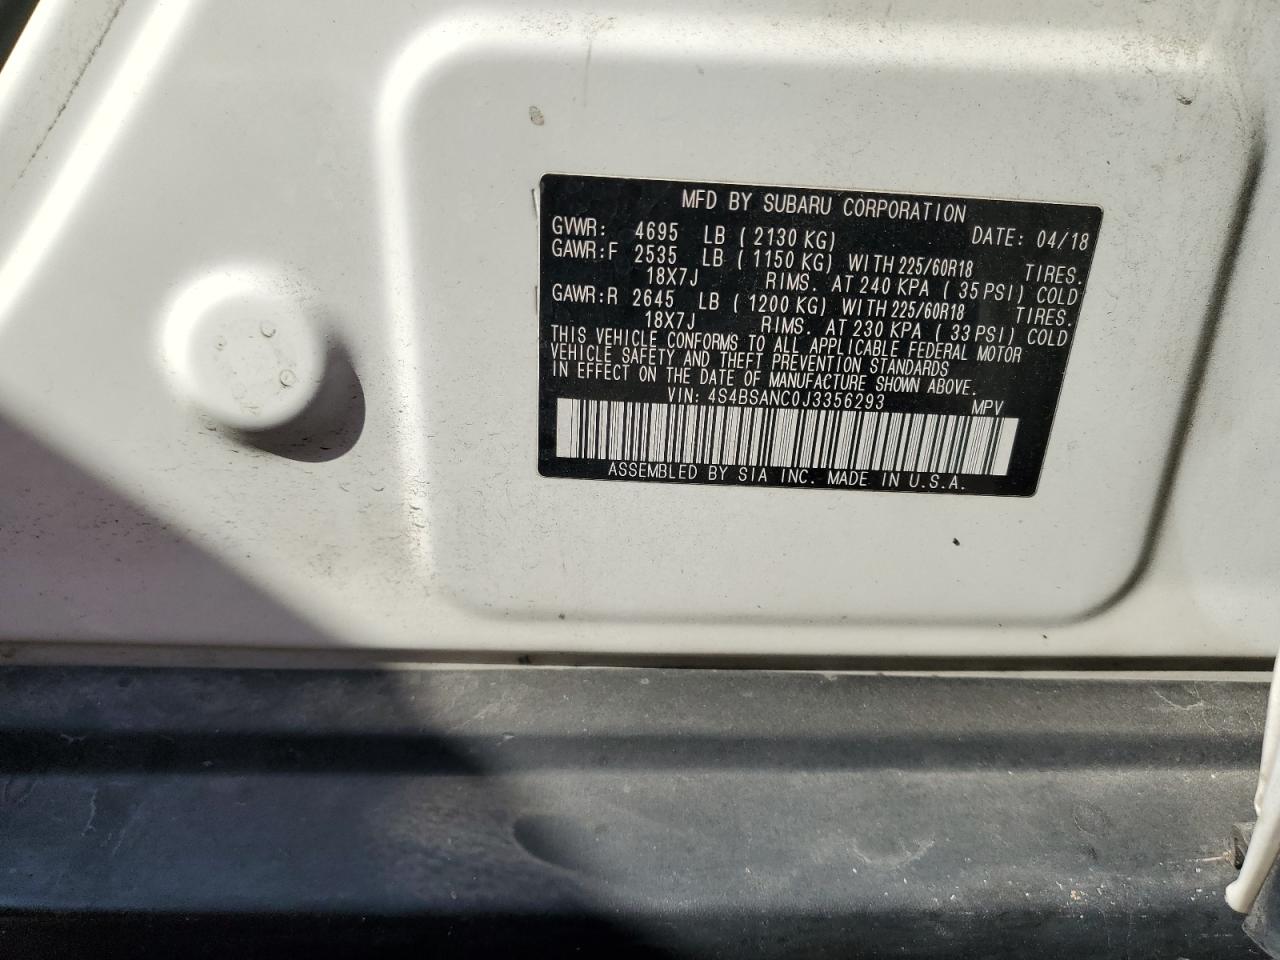 MFD BY SUBARU CORPORATION
GVWR: 4695 LB (2130 KG) DATE: 04/18
GAWR:F 2535 LB (1150 KG) WITH 225/60R18 TIRES.
18X7J RIMS. AT 240 KPA (35 PSI) COLD
GAWR:R 2645 LB (1200 KG) WITH 225/60R18 TIRES.
18X7J RIMS. AT 230 KPA (33 PSI) COLD
THIS VEHICLE CONFORMS TO ALL APPLICABLE FEDERAL MOTOR
VEHICLE SAFETY AND THEFT PREVENTION STANDARDS
IN EFFECT ON THE DATE OF MANUFACTURE SHOWN ABOVE.
VIN: 4S4BSANC0J3356293 MPV
ASSEMBLED BY SIA INC. MADE IN U.S.A.